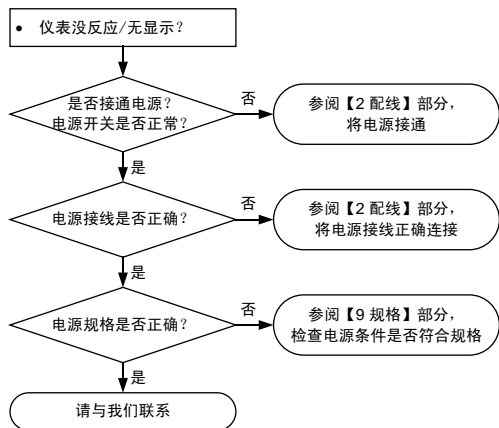 • 仪表没反应/无显示?
是否接通电源?
电源开关是否正常?
否
参阅【2 配线】部分,
将电源接通
是
电源接线是否正确?
否
参阅【2 配线】部分,
将电源接线正确连接
是
电源规格是否正确?
否
参阅【9 规格】部分,
检查电源条件是否符合规格
是
请与我们联系